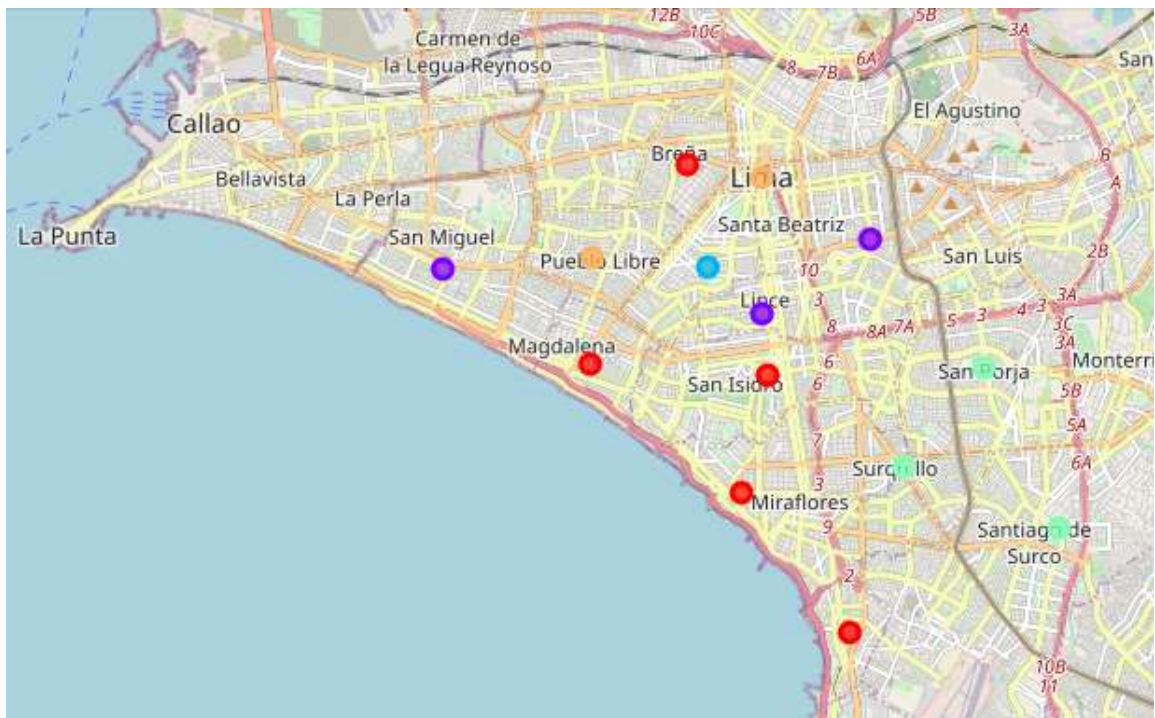 12B
5B
3A
Carmen de
la Legua Reynoso
10C
6A
8
7B
San
El Agustino
Callao
Breña
B
Bellavista
Lima
A
La Perla
Santa Beatriz
La Punta
San Miguel
2B
San Luis
Pueblo Libre
10
Lince
3
3A
4
3
3
5
7A
8A
8
3C
3A
Magdalena
6
Monterri
San Borja
San Isidro
6
5B
5A
7
6A
Surquillo
3
Miraflores
9
Santiago de
Surco
2
10B
11